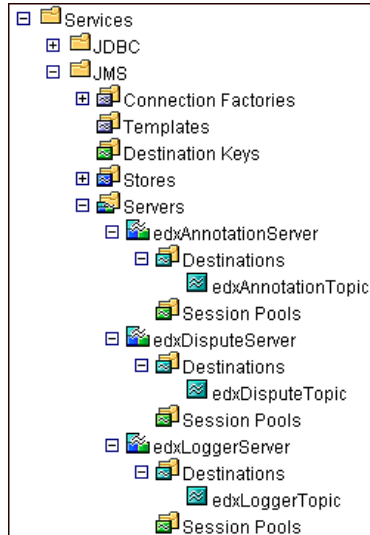 Services
JDBC
JMS
Connection Factories
Templates
Destination Keys
Stores
Servers
edxAnnotationServer
Destinations
edxAnnotationTopic
Session Pools
edxDisputeServer
Destinations
edxDisputeTopic
Session Pools
edxLoggerServer
Destinations
edxLoggerTopic
Session Pools